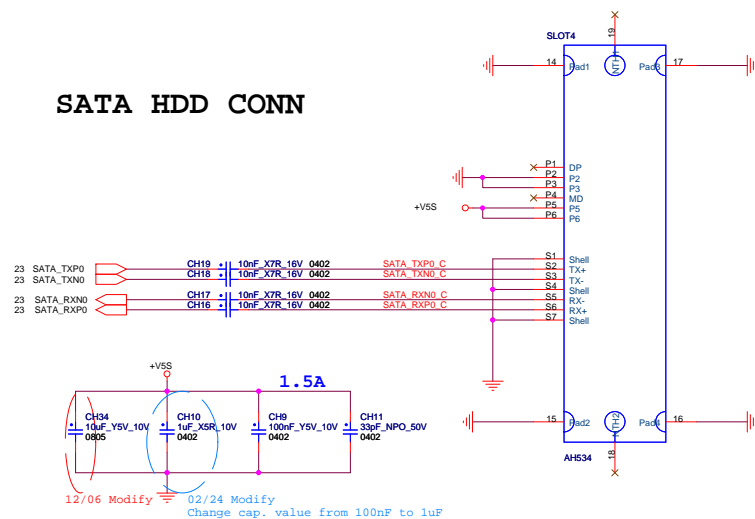 SLOT4
19
14 Pad1 NTH1 Pad3 17
SATA HDD CONN
P1 DP
P2 P2
P3 P3
P4 MD
+V5S P5 P5
P6 P6
S1 Shell
23 SATA_TXP0 CH19 10nF_X7R_16V 0402 SATA_TXP0_C S2 TX+
23 SATA_TXN0 CH18 10nF_X7R_16V 0402 SATA_TXN0_C S3 TX-
S4 Shell
23 SATA_RXN0 CH17 10nF_X7R_16V 0402 SATA_RXN0_C S5 RX-
23 SATA_RXP0 CH16 10nF_X7R_16V 0402 SATA_RXP0_C S6 RX+
S7 Shell
+V5S
1.5A
CH34 CH10 CH9 CH11
10uF_Y5V_10V 1uF_X5R_10V 100nF_Y5V_10V 33pF_NPO_50V
0805 0402 0402 0402
15 Pad2 NTH2 Pad4 16
18
AH534
12/06 Modify 02/24 Modify
Change cap. value from 100nF to 1uF